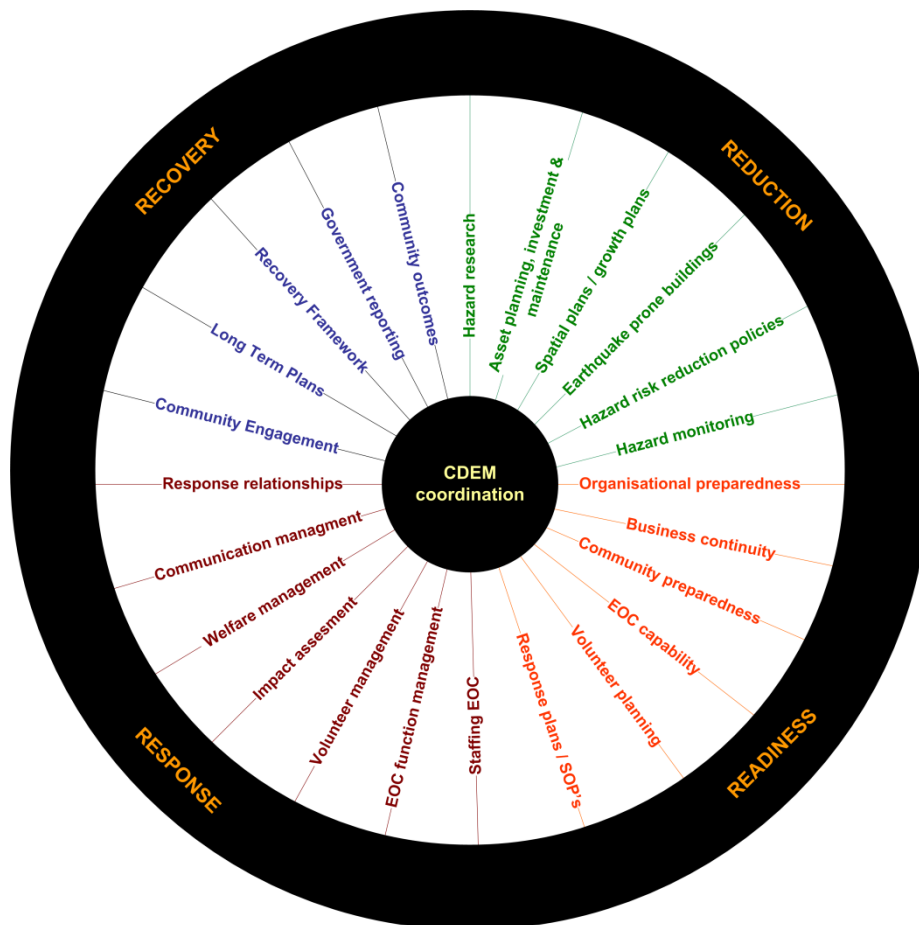 RECOVERY
REDUCTION
READINESS
RESPONSE
CDEM
coordination
Hazard research
Asset planning, investment &
maintenance
Spatial plans / growth plans
Earthquake prone buildings
Hazard risk reduction policies
Hazard monitoring
Organisational preparedness
Business continuity
Community preparedness
EOC capability
Volunteer planning
Response plans / SOP's
Staffing EOC
EOC function management
Volunteer management
Impact assesment
Welfare management
Communication managment
Response relationships
Community Engagement
Long Term Plans
Recovery Framework
Government reporting
Community outcomes